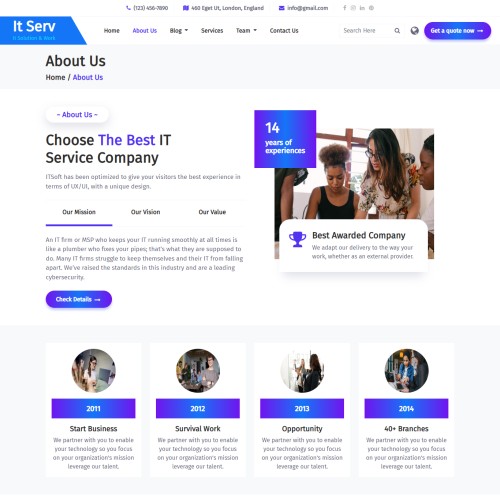 (123) 456-7890 460 Eget Ut, London, England info@gmail.com
It Serv
It Solution & Work
Home About Us Blog Services Team Contact Us Search Here Get a quote now →
About Us
Home / About Us
~ About Us ~
Choose The Best IT
Service Company
ITSoft has been optimized to give your visitors the best experience in
terms of UX/UI, with a unique design.
Our Mission Our Vision Our Value
An IT firm or MSP who keeps your IT running smoothly at all times is
like a plumber who fixes your pipes; that's what they are supposed to
do. Many IT firms struggle to keep themselves and their IT from falling
apart. We've raised the standards in this industry and are a leading
cybersecurity.
Check Details →
14
years of
experiences
Best Awarded Company
We adapt our delivery to the way your
work, whether as an external provider.
2011
Start Business
We partner with you to enable
your technology so you focus
on your organization's mission
leverage our talent.
2012
Survival Work
We partner with you to enable
your technology so you focus
on your organization's mission
leverage our talent.
2013
Opportunity
We partner with you to enable
your technology so you focus
on your organization's mission
leverage our talent.
2014
40+ Branches
We partner with you to enable
your technology so you focus
on your organization's mission
leverage our talent.